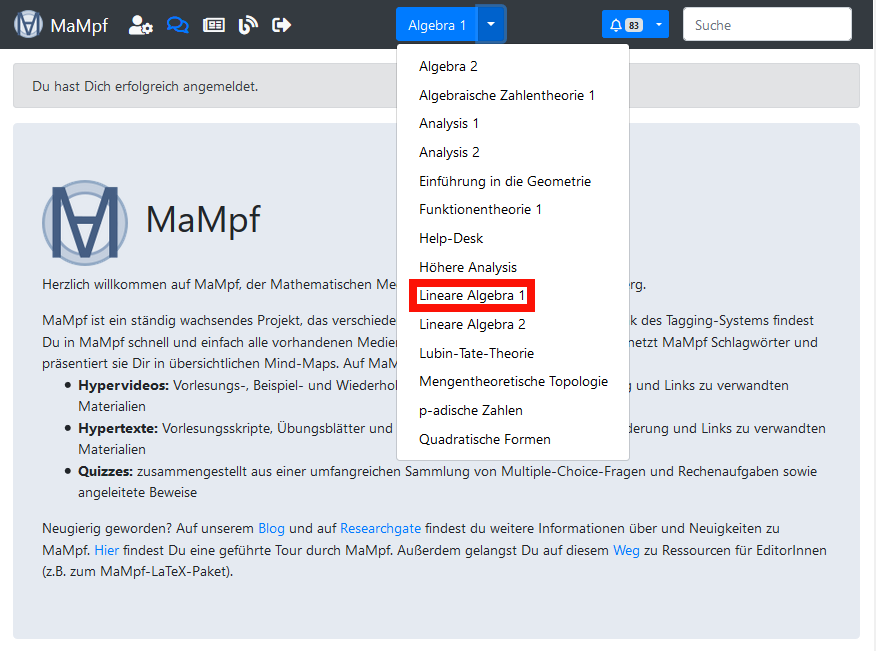 MaMpf
Algebra 1
83
Suche
Du hast Dich erfolgreich angemeldet.
Algebra 2
Algebraische Zahlentheorie 1
Analysis 1
Analysis 2
Einführung in die Geometrie
Funktionentheorie 1
Help-Desk
Höhere Analysis
Lineare Algebra 1
Lineare Algebra 2
Lubin-Tate-Theorie
Mengentheoretische Topologie
p-adische Zahlen
Quadratische Formen
MaMpf
Herzlich willkommen auf MaMpf, der Mathematischen Me rg.
MaMpf ist ein ständig wachsendes Projekt, das verschiede k des Tagging-Systems findest
Du in MaMpf schnell und einfach alle vorhandenen Medie netzt MaMpf Schlagwörter und
präsentiert sie Dir in übersichtlichen Mind-Maps. Auf MaM
• Hypervideos: Vorlesungs-, Beispiel- und Wiederhol g und Links zu verwandten
Materialien
• Hypertexte: Vorlesungsskripte, Übungsblätter und derung und Links zu verwandten
Materialien
• Quizzes: zusammengestellt aus einer umfangreichen Sammlung von Multiple-Choice-Fragen und Rechenaufgaben sowie
angeleitete Beweise
Neugierig geworden? Auf unserem Blog und auf Researchgate findest du weitere Informationen über und Neuigkeiten zu
MaMpf. Hier findest Du eine geführte Tour durch MaMpf. Außerdem gelangst Du auf diesem Weg zu Ressourcen für EditorInnen
(z.B. zum MaMpf-LaTeX-Paket).